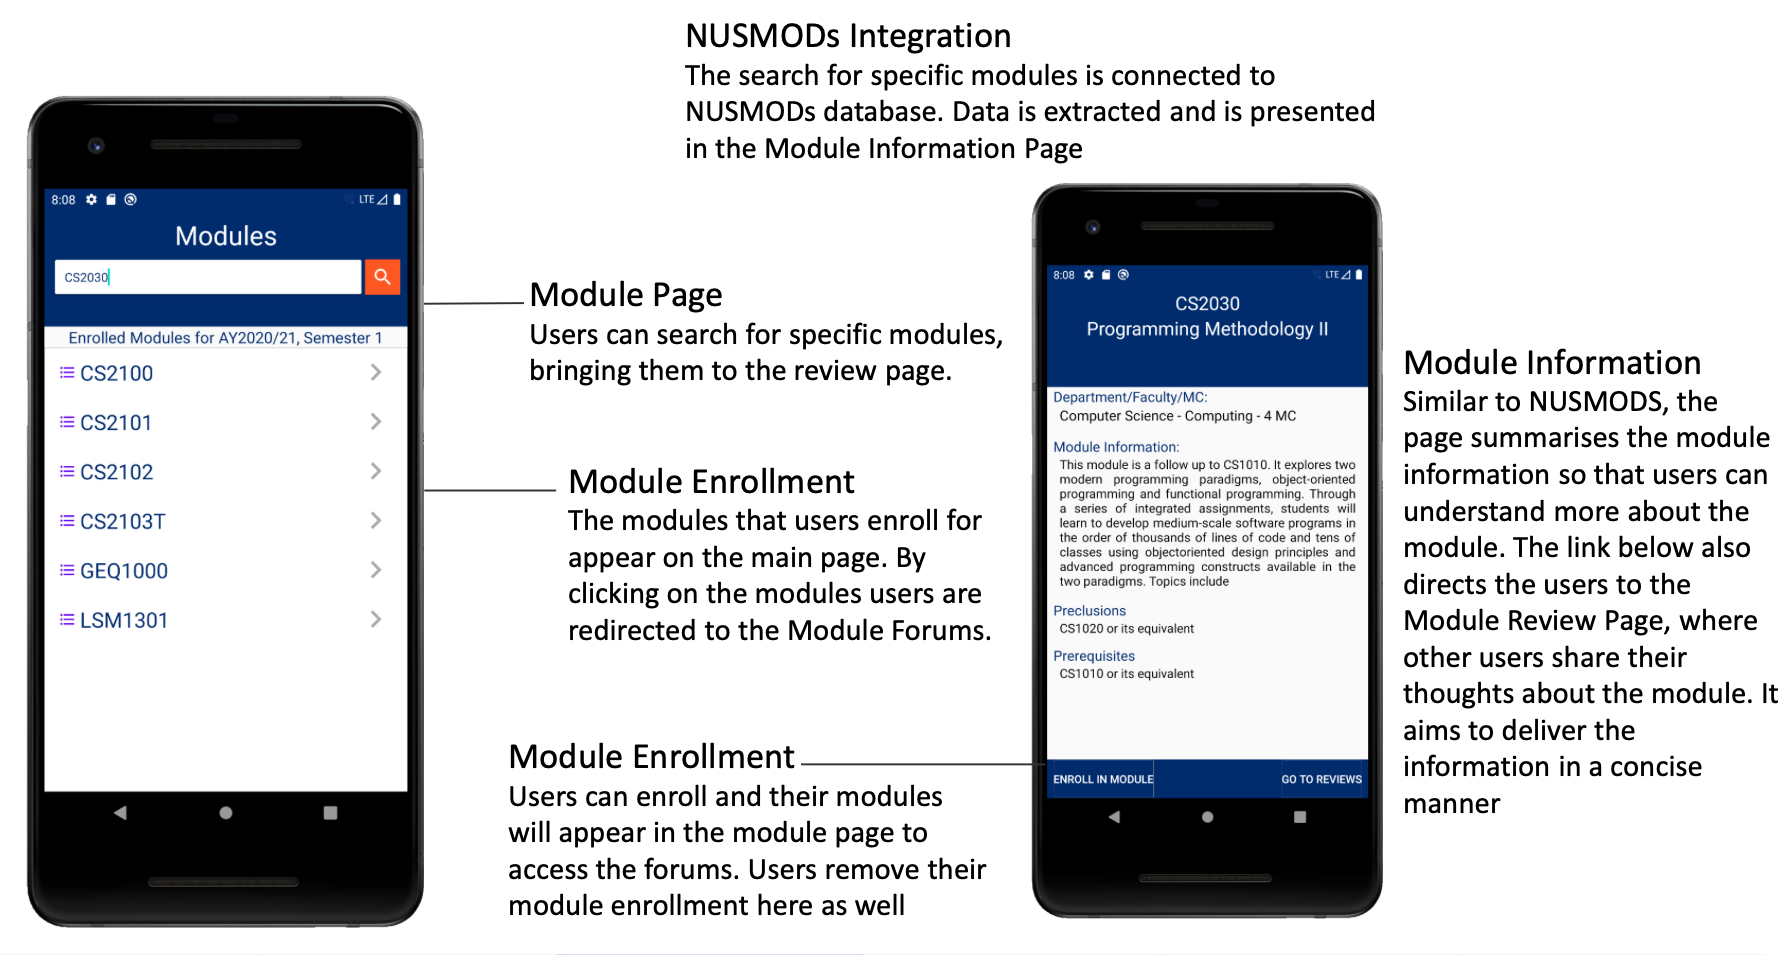 NUSMODs Integration
The search for specific modules is connected to
NUSMODs database. Data is extracted and is presented
in the Module Information Page
8:08 LTE
Modules
CS2030
Enrolled Modules for AY2020/21, Semester 1
CS2100
CS2101
CS2102
CS2103T
GEQ1000
LSM1301
Module Page
Users can search for specific modules,
bringing them to the review page.
Module Enrollment
The modules that users enroll for
appear on the main page. By
clicking on the modules users are
redirected to the Module Forums.
Module Enrollment
Users can enroll and their modules
will appear in the module page to
access the forums. Users remove their
module enrollment here as well
8:08 LTE
CS2030
Programming Methodology II
Department/Faculty/MC:
Computer Science - Computing - 4 MC
Module Information:
This module is a follow up to CS1010. It explores two
modern programming paradigms, object-oriented
programming and functional programming. Through
a series of integrated assignments, students will
learn to develop medium-scale software programs in
the order of thousands of lines of code and tens of
classes using objectoriented design principles and
advanced programming constructs available in the
two paradigms. Topics include
Preclusions
CS1020 or its equivalent
Prerequisites
CS1010 or its equivalent
ENROLL IN MODULE GO TO REVIEWS
Module Information
Similar to NUSMODS, the
page summarises the module
information so that users can
understand more about the
module. The link below also
directs the users to the
Module Review Page, where
other users share their
thoughts about the module. It
aims to deliver the
information in a concise
manner